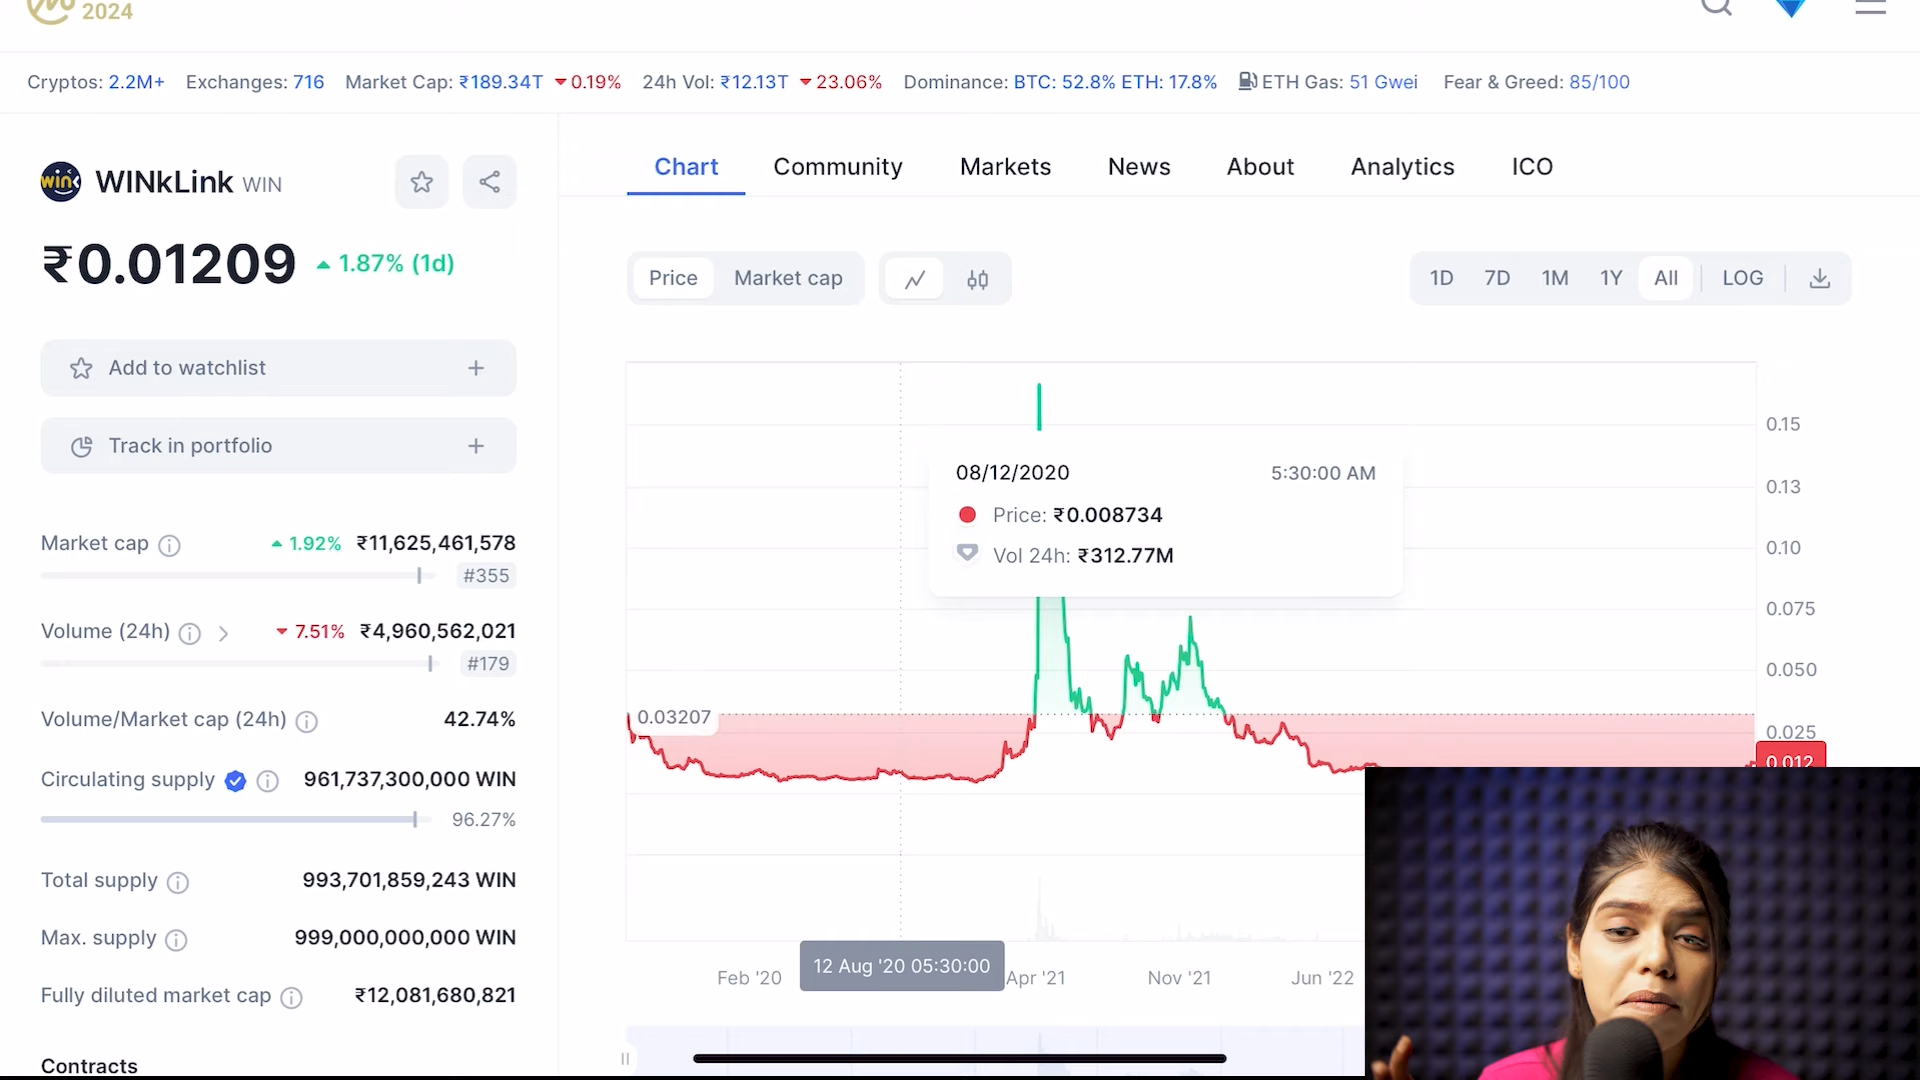 2024
Cryptos: 2.2M+ Exchanges: 716 Market Cap: ₹189.34T 0.19% 24h Vol: ₹12.13T 23.06% Dominance: BTC: 52.8% ETH: 17.8% ETH Gas: 51 Gwei Fear & Greed: 85/100
WINkLink WIN
₹0.01209 1.87% (1d)
Add to watchlist
Track in portfolio
Market cap 1.92% ₹11,625,461,578
#355
Volume (24h) 7.51% ₹4,960,562,021
#179
Volume/Market cap (24h) 42.74%
Circulating supply 961,737,300,000 WIN
96.27%
Total supply 993,701,859,243 WIN
Max. supply 999,000,000,000 WIN
Fully diluted market cap ₹12,081,680,821
Contracts
Chart Community Markets News About Analytics ICO
Price Market cap 1D 7D 1M 1Y All LOG
0.15
08/12/2020 5:30:00 AM
0.13
Price: ₹0.008734
0.10
Vol 24h: ₹312.77M
0.075
0.050
0.03207
0.025
0.012
Feb '20 12 Aug '20 05:30:00 Apr '21 Nov '21 Jun '22